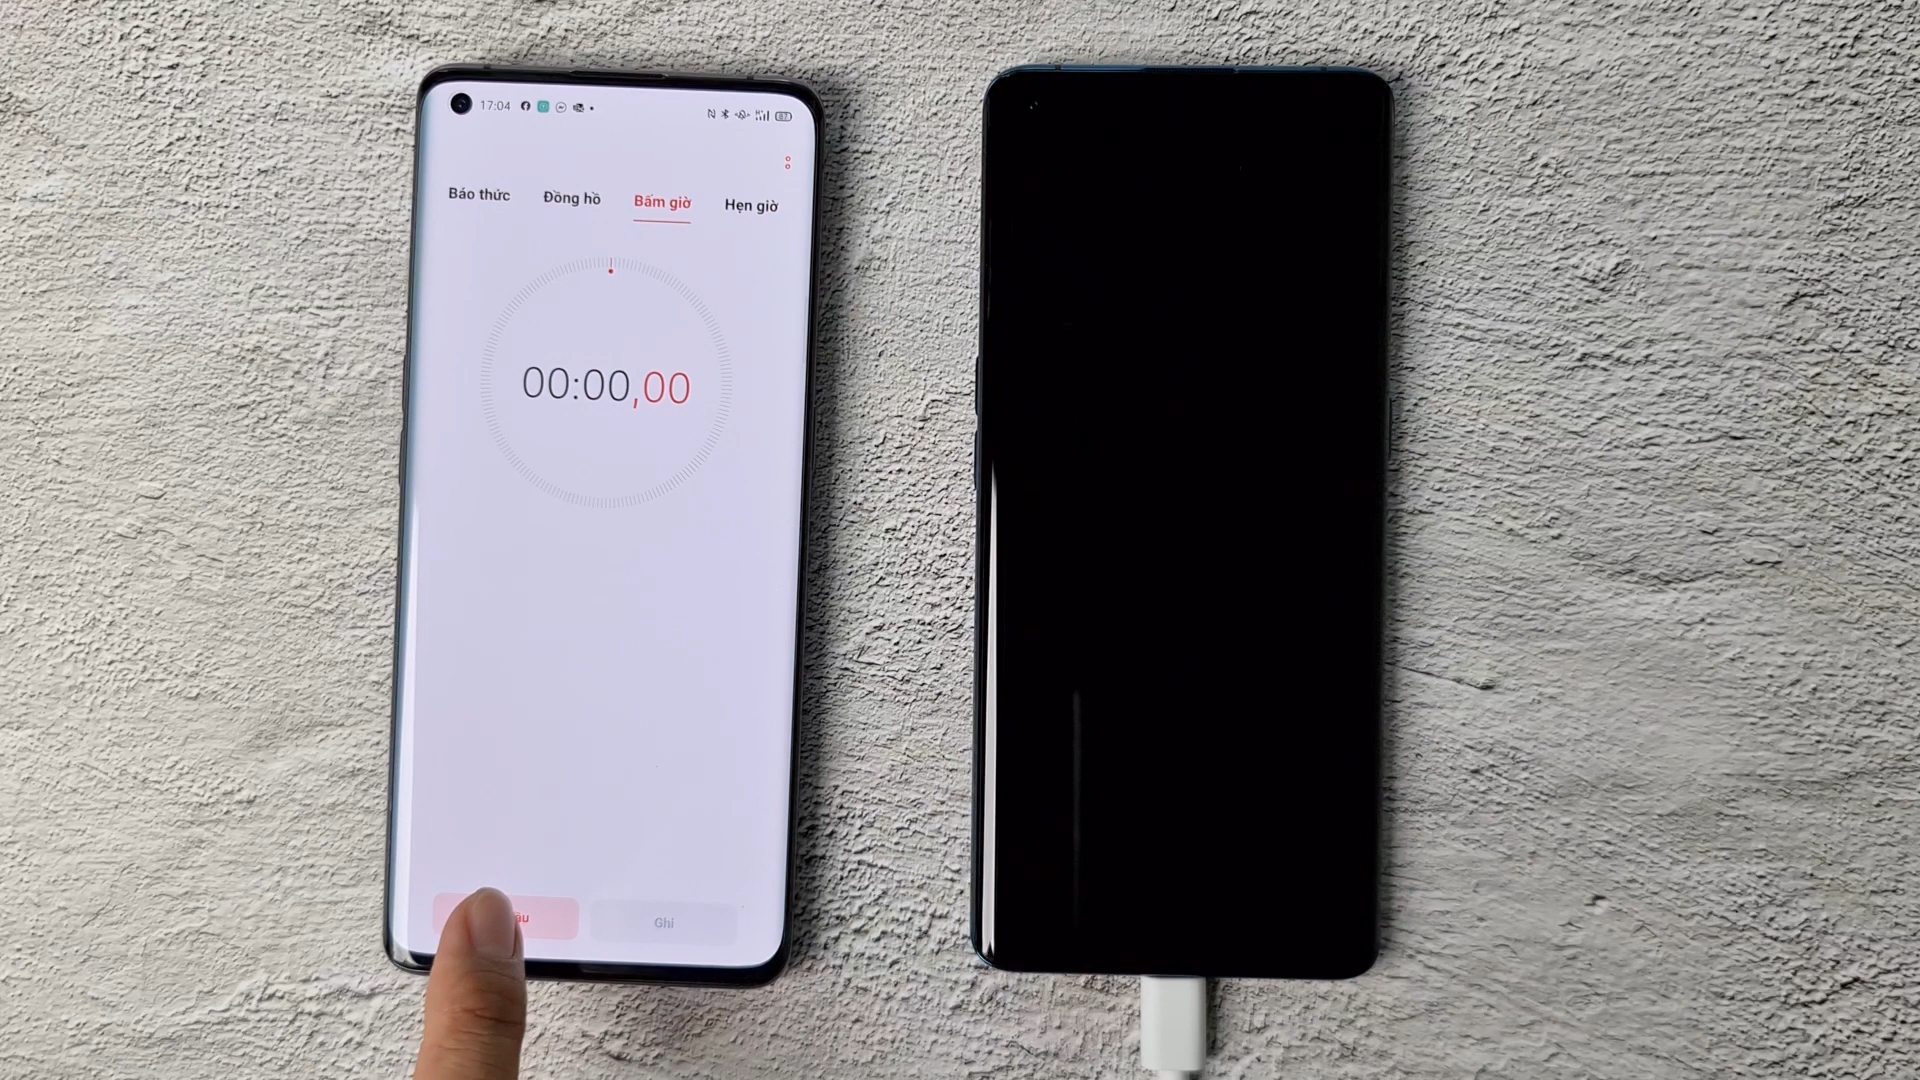 17:04
Báo thức Đồng hồ Bấm giờ Hẹn giờ
00:00,00
Ghi